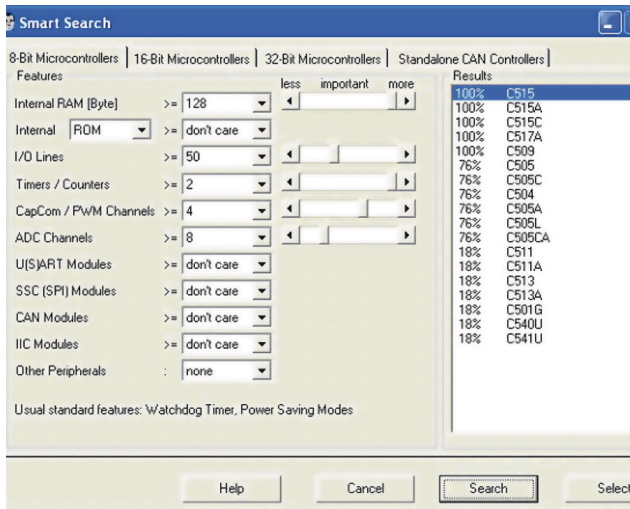 Smart Search
8-Bit Microcontrollers 16-Bit Microcontrollers 32-Bit Microcontrollers Standalone CAN Controllers
Features
less important more
Internal RAM [Byte] >= 128
Internal ROM >= don't care
I/O Lines >= 50
Timers / Counters >= 2
CapCom / PWM Channels >= 4
ADC Channels >= 8
U(S)ART Modules >= don't care
SSC (SPI) Modules >= don't care
CAN Modules >= don't care
IIC Modules >= don't care
Other Peripherals : none
Usual standard features: Watchdog Timer, Power Saving Modes
Results
100% C515
100% C515A
100% C515C
100% C517A
100% C509
76% C505
76% C505C
76% C504
76% C505A
76% C505L
76% C505CA
18% C511
18% C511A
18% C513
18% C513A
18% C501G
18% C540U
18% C541U
Help Cancel Search Select